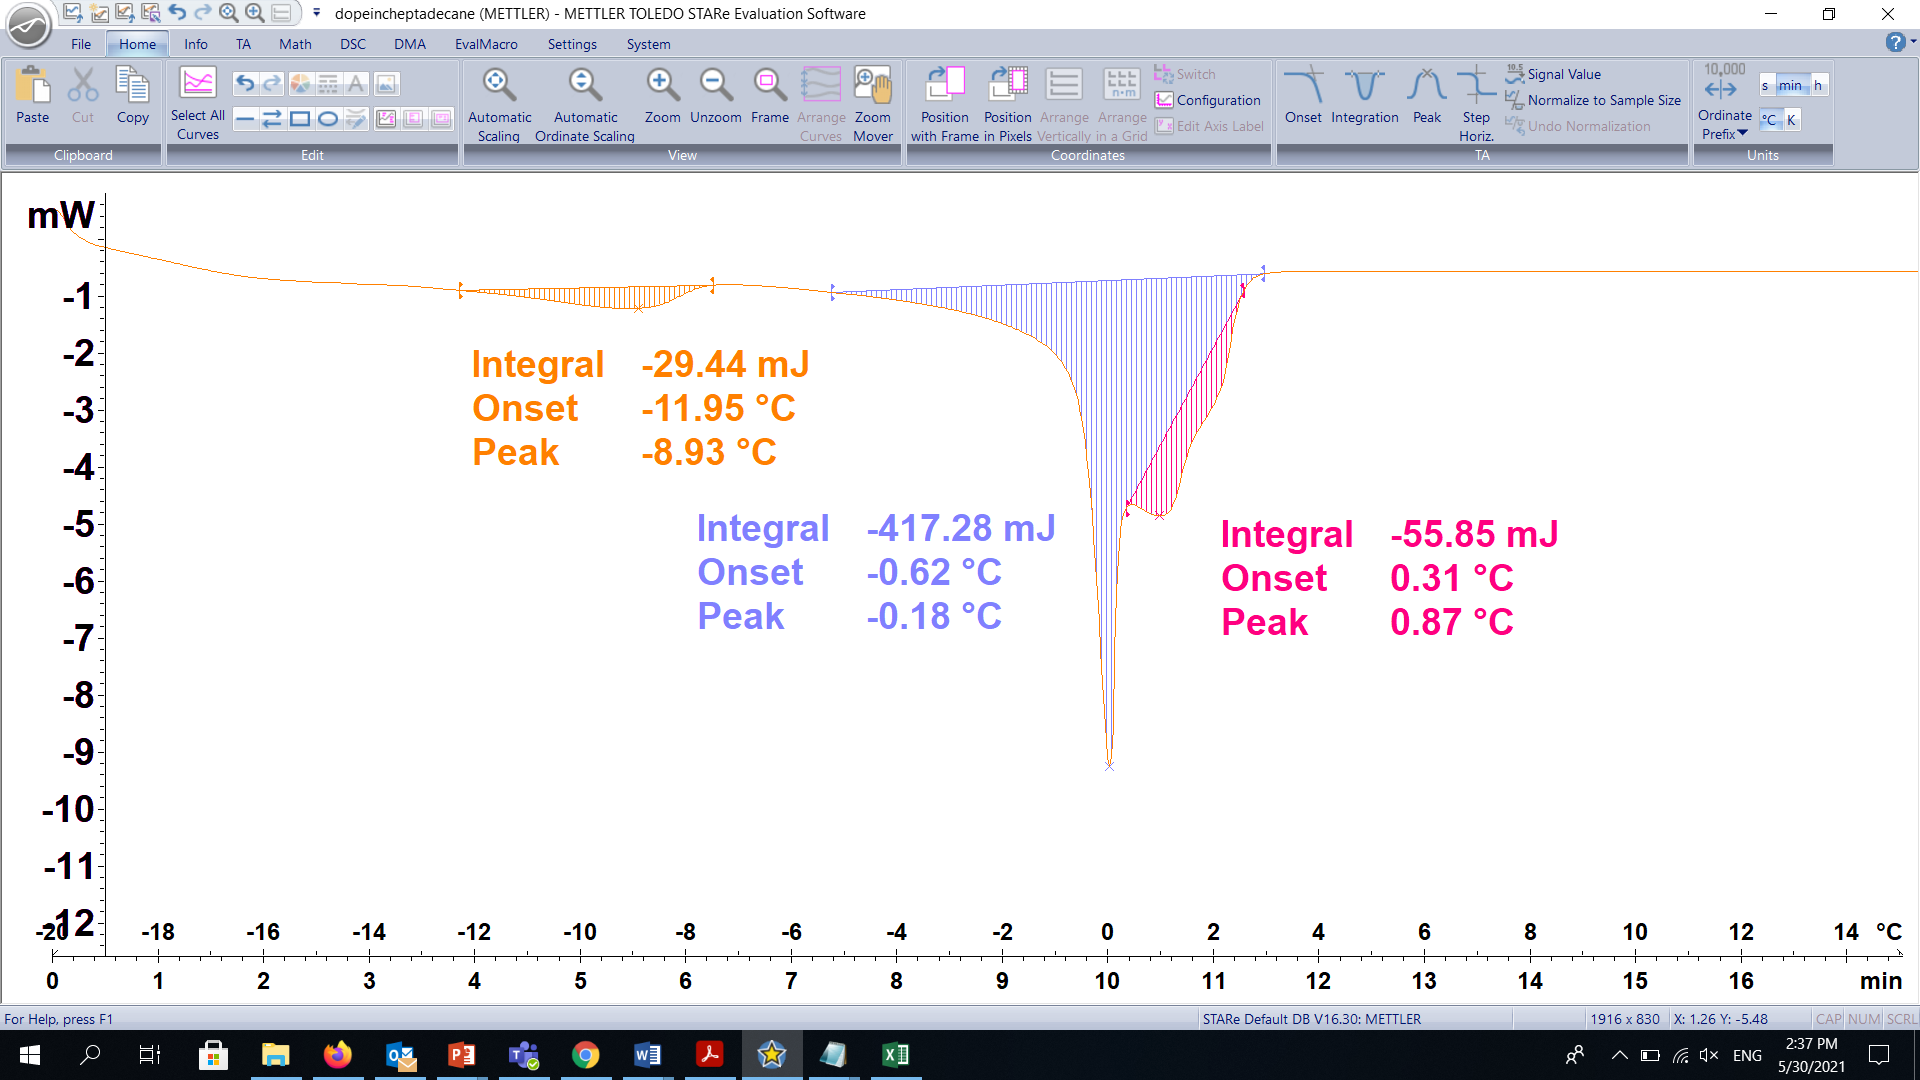 dopeincheptadecane (METTLER) - METTLER TOLEDO STARe Evaluation Software
File Home Info TA Math DSC DMA EvalMacro Settings System
Paste Cut Copy
Clipboard
Select All Curves
Edit
Automatic Scaling
Automatic Ordinate Scaling
Zoom Unzoom Frame
Arrange Curves
Zoom Mover
View
Position with Frame
Position in Pixels
Arrange Vertically
Arrange in a Grid
Switch
Configuration
Edit Axis Label
Coordinates
Onset Integration Peak
Step Horiz.
Signal Value
Normalize to Sample Size
Undo Normalization
TA
10,000
Ordinate Prefix
s min h
°C K
Units
mW
-1
-2
-3
-4
-5
-6
-7
-8
-9
-10
-11
-12
Integral -29.44 mJ
Onset -11.95 °C
Peak -8.93 °C
Integral -417.28 mJ
Onset -0.62 °C
Peak -0.18 °C
Integral -55.85 mJ
Onset 0.31 °C
Peak 0.87 °C
-20 -18 -16 -14 -12 -10 -8 -6 -4 -2 0 2 4 6 8 10 12 14 °C
0 1 2 3 4 5 6 7 8 9 10 11 12 13 14 15 16 min
For Help, press F1
STARe Default DB V16.30: METTLER
1916 x 830
X: 1.26 Y: -5.48
CAP NUM SCRL
ENG
2:37 PM
5/30/2021